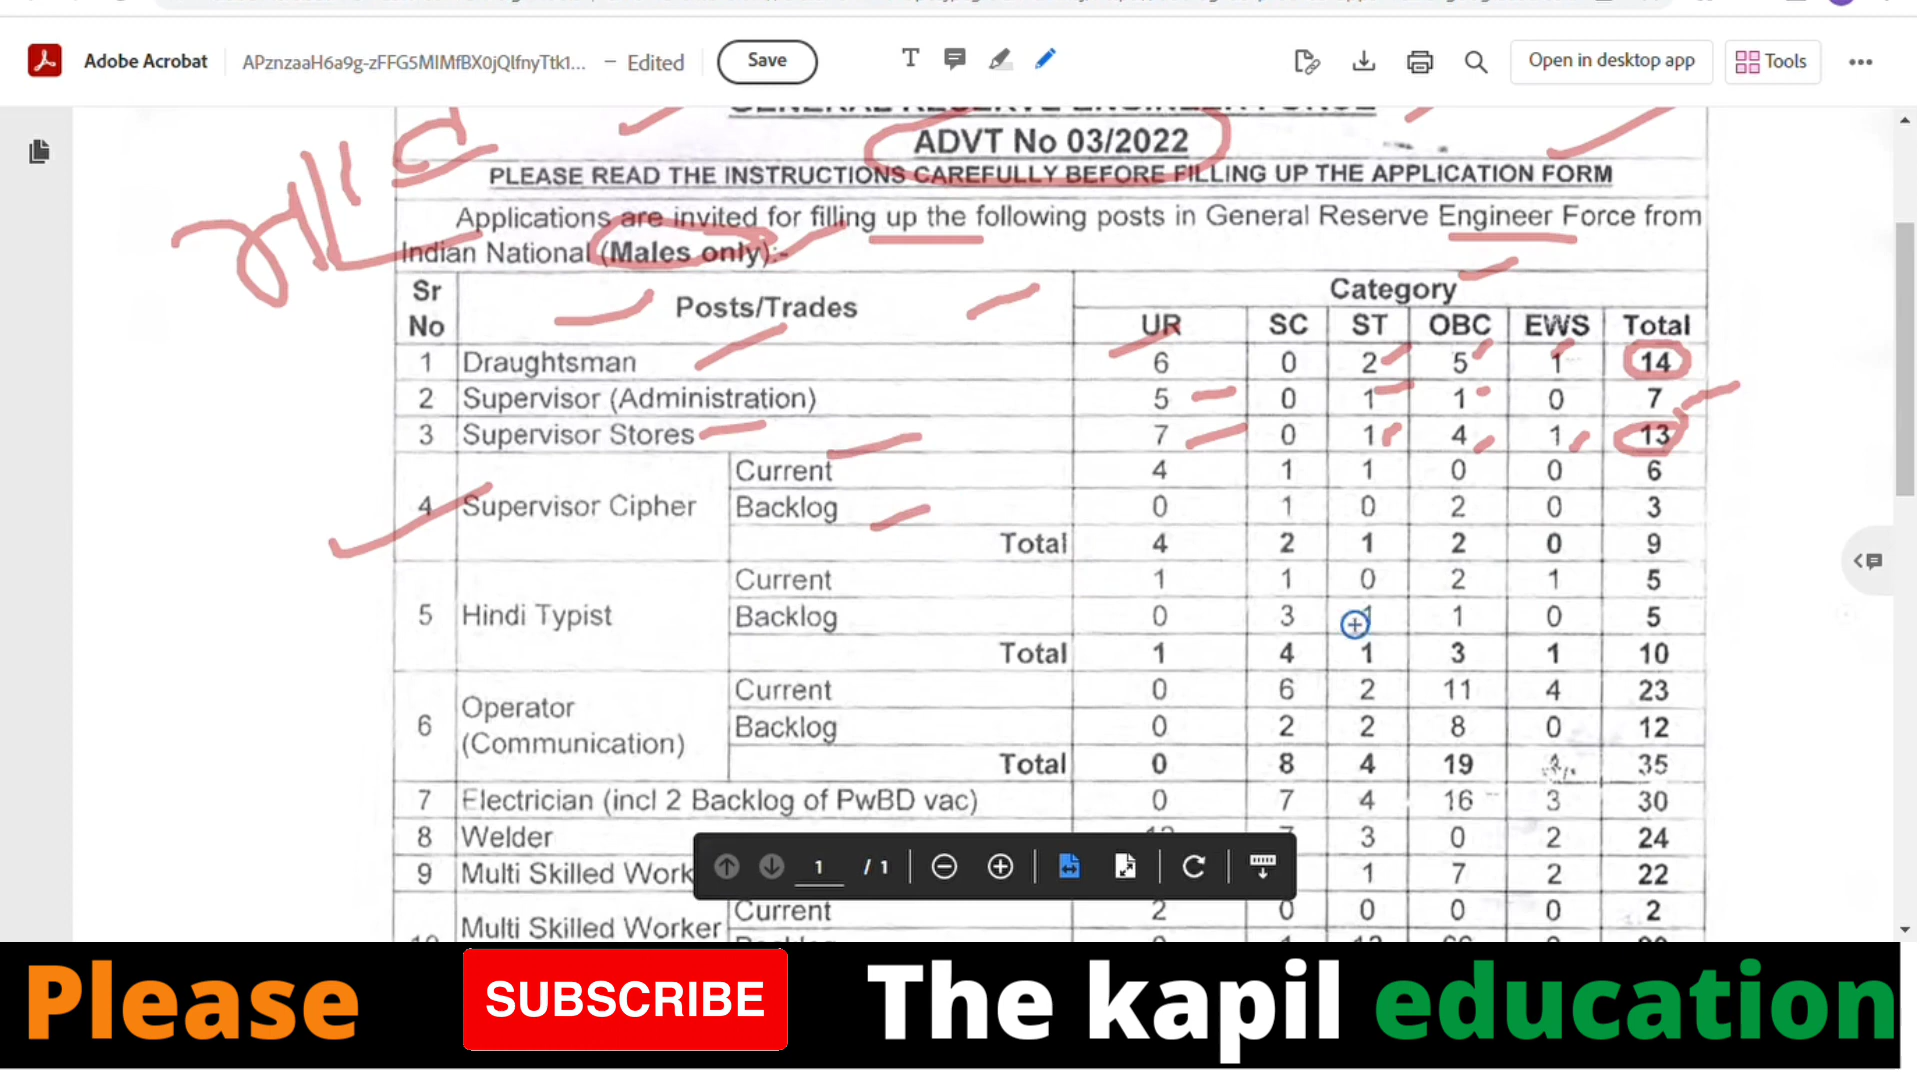 Adobe Acrobat APznzaaH6a9g-zFFG5MIMfBX0jQlfnyTtk1... – Edited Save T Open in desktop app Tools
GENERAL RESERVE ENGINEER FORCE
ADVT No 03/2022
PLEASE READ THE INSTRUCTIONS CAREFULLY BEFORE FILLING UP THE APPLICATION FORM
Applications are invited for filling up the following posts in General Reserve Engineer Force from
Indian National (Males only):-
Sr No Posts/Trades Category
UR SC ST OBC EWS Total
1 Draughtsman 6 0 2 5 1 14
2 Supervisor (Administration) 5 0 1 1 0 7
3 Supervisor Stores 7 0 1 4 1 13
4 Supervisor Cipher Current 4 1 1 0 0 6
Backlog 0 1 0 2 0 3
Total 4 2 1 2 0 9
5 Hindi Typist Current 1 1 0 2 1 5
Backlog 0 3 1 1 0 5
Total 1 4 1 3 1 10
6 Operator (Communication) Current 0 6 2 11 4 23
Backlog 0 2 2 8 0 12
Total 0 8 4 19 35
7 Electrician (incl 2 Backlog of PwBD vac) 0 7 4 16 3 30
8 Welder 3 0 2 24
9 Multi Skilled Work 1 7 2 22
Multi Skilled Worker Current 2 0 0 0 0 2
1 / 1
Please SUBSCRIBE The kapil education